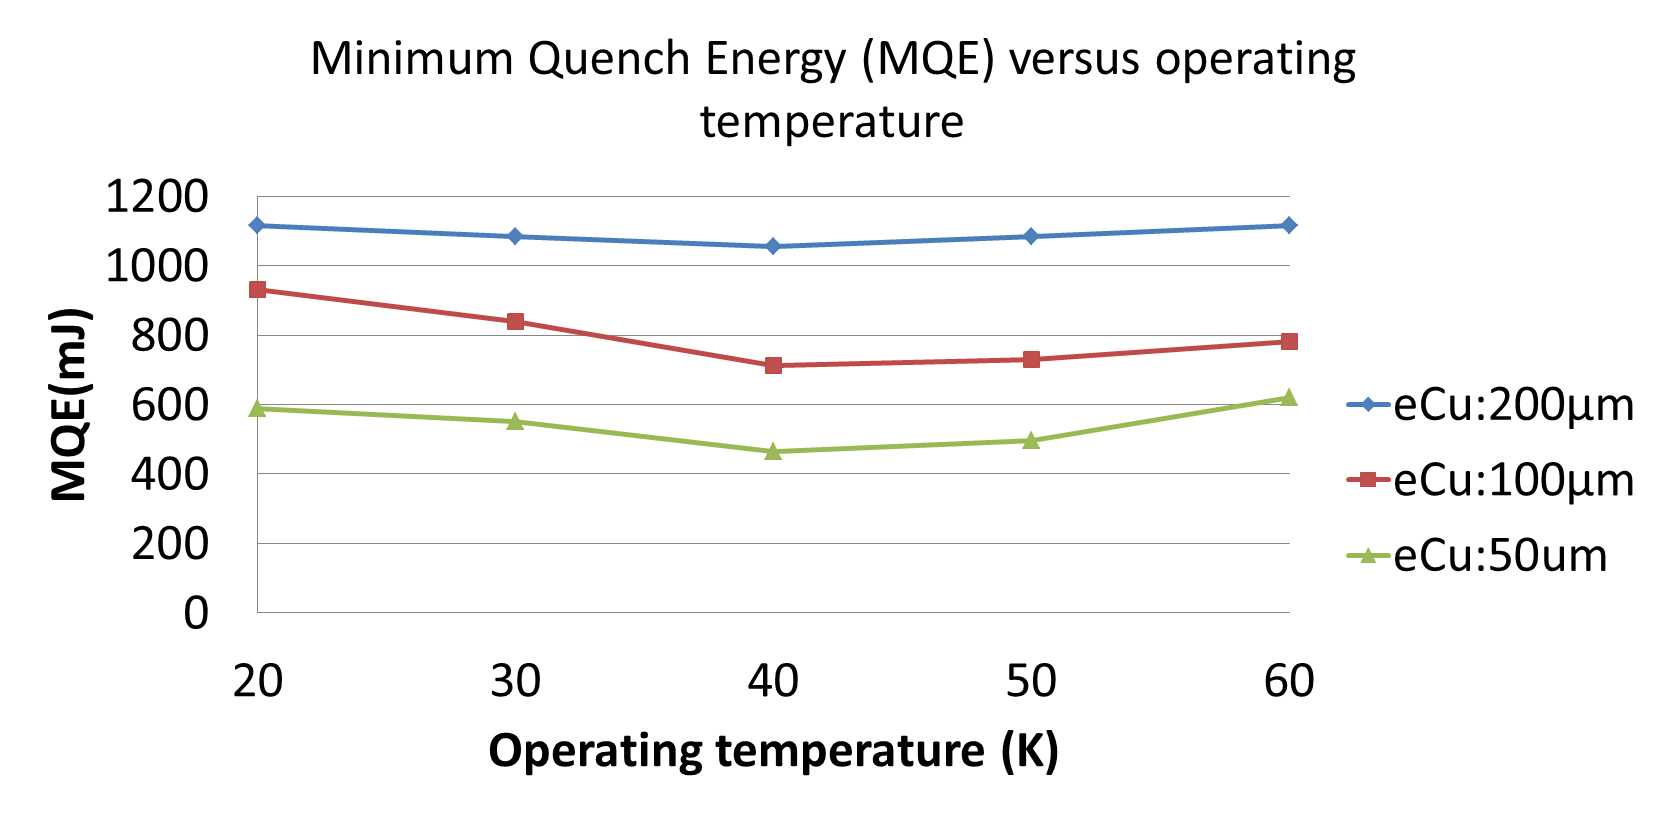 Minimum Quench Energy (MQE) versus operating
temperature
1200
1000
800
600
400
200
0
MQE(mJ)
20 30 40 50 60
Operating temperature (K)
eCu:200µm
eCu:100µm
eCu:50um